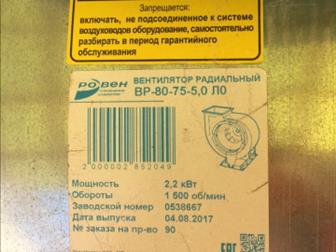 Запрещается:
включать, не подсоединенное к системе
воздуховодов оборудование, самостоятельно
разбирать в период гарантийного
обслуживания
РОВЕН
ВЕНТИЛЯТОР РАДИАЛЬНЫЙ
ВР-80-75-5,0 Л0
2 000002 852049
Мощность 2,2 кВт
Обороты 1 500 об/мин
Заводской номер 0538667
Дата выпуска 04.08.2017
№ заказа на пр-во 90
ЕАС